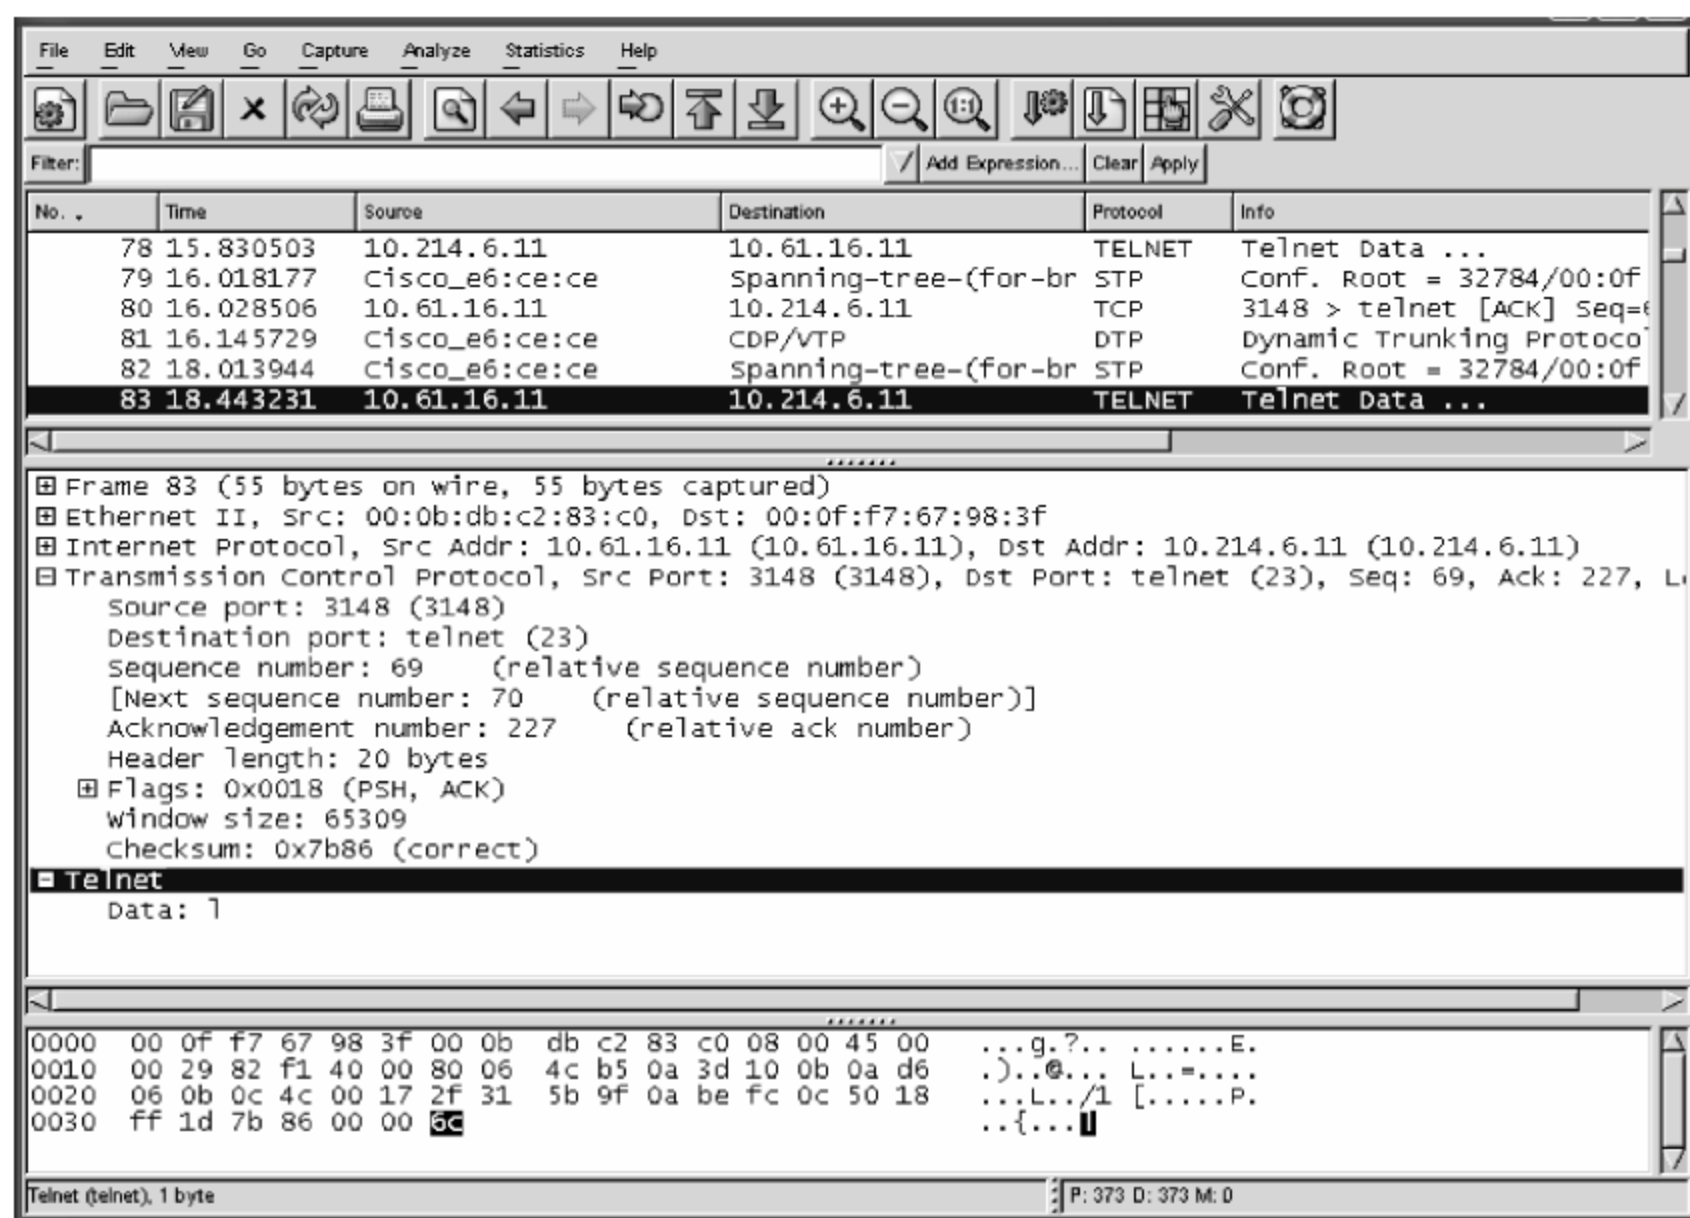 File Edit View Go Capture Analyze Statistics Help
Filter: Add Expression... Clear Apply
No. . Time Source Destination Protocol Info
78 15.830503 10.214.6.11 10.61.16.11 TELNET Telnet Data ...
79 16.018177 Cisco_e6:ce:ce Spanning-tree-(for-br STP Conf. Root = 32784/00:0f
80 16.028506 10.61.16.11 10.214.6.11 TCP 3148 > telnet [ACK] Seq=6
81 16.145729 Cisco_e6:ce:ce CDP/VTP DTP Dynamic Trunking Protoco
82 18.013944 Cisco_e6:ce:ce Spanning-tree-(for-br STP Conf. Root = 32784/00:0f
83 18.443231 10.61.16.11 10.214.6.11 TELNET Telnet Data ...
Frame 83 (55 bytes on wire, 55 bytes captured)
Ethernet II, Src: 00:0b:db:c2:83:c0, Dst: 00:0f:f7:67:98:3f
Internet Protocol, Src Addr: 10.61.16.11 (10.61.16.11), Dst Addr: 10.214.6.11 (10.214.6.11)
Transmission Control Protocol, Src Port: 3148 (3148), Dst Port: telnet (23), Seq: 69, Ack: 227, L
Source port: 3148 (3148)
Destination port: telnet (23)
Sequence number: 69 (relative sequence number)
[Next sequence number: 70 (relative sequence number)]
Acknowledgement number: 227 (relative ack number)
Header length: 20 bytes
Flags: 0x0018 (PSH, ACK)
Window size: 65309
Checksum: 0x7b86 (correct)
Telnet
Data: l
0000 00 0f f7 67 98 3f 00 0b db c2 83 c0 08 00 45 00 ...g.?.. ......E.
0010 00 29 82 f1 40 00 80 06 4c b5 0a 3d 10 0b 0a d6 .)..@... L..=....
0020 06 0b 0c 4c 00 17 2f 31 5b 9f 0a be fc 0c 50 18 ...L../1 [.....P.
0030 ff 1d 7b 86 00 00 6c ..{...l
Telnet (telnet), 1 byte P: 373 D: 373 M: 0